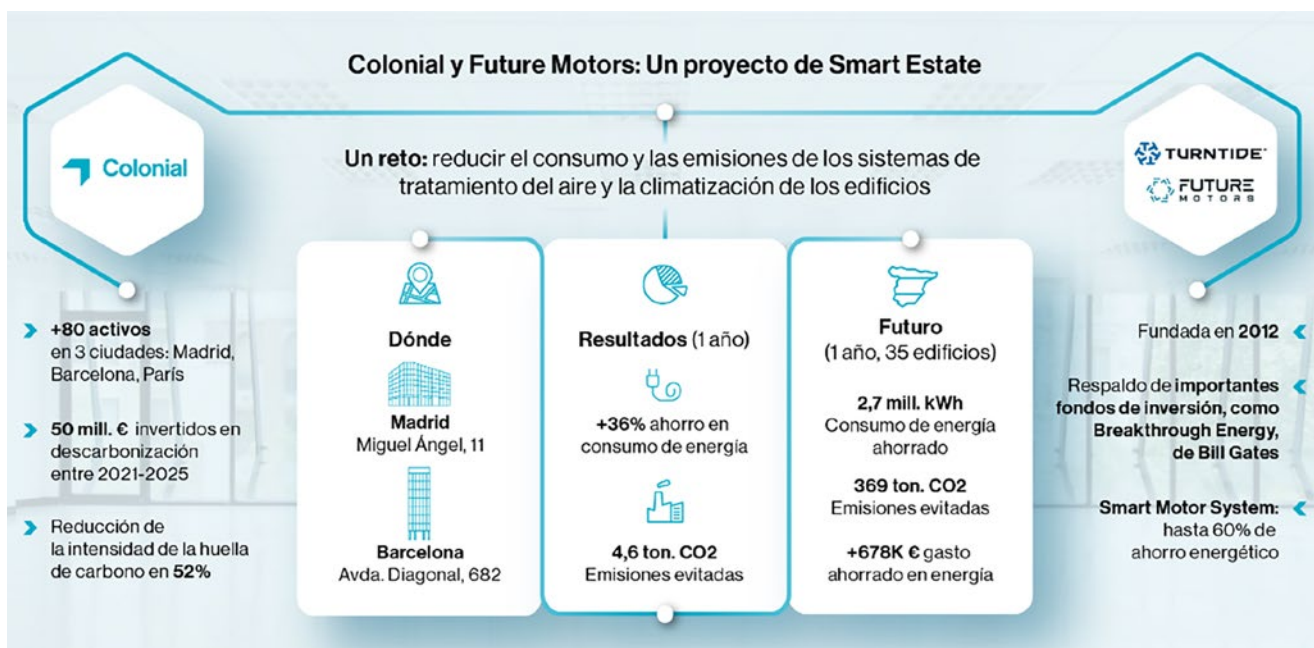 Colonial y Future Motors: Un proyecto de Smart Estate
Colonial
TURNTIDE
FUTURE
MOTORS
Un reto: reducir el consumo y las emisiones de los sistemas de
tratamiento del aire y la climatización de los edificios
+80 activos
en 3 ciudades: Madrid,
Barcelona, París
50 mill. € invertidos en
descarbonización
entre 2021-2025
Reducción de
la intensidad de la huella
de carbono en 52%
Dónde
Madrid
Miguel Ángel, 11
Barcelona
Avda. Diagonal, 682
Resultados (1 año)
+36% ahorro en
consumo de energía
4,6 ton. CO2
Emisiones evitadas
Futuro
(1 año, 35 edificios)
2,7 mill. kWh
Consumo de energía
ahorrado
369 ton. CO2
Emisiones evitadas
+678K € gasto
ahorrado en energía
Fundada en 2012
Respaldo de importantes
fondos de inversión, como
Breakthrough Energy,
de Bill Gates
Smart Motor System:
hasta 60% de
ahorro energético